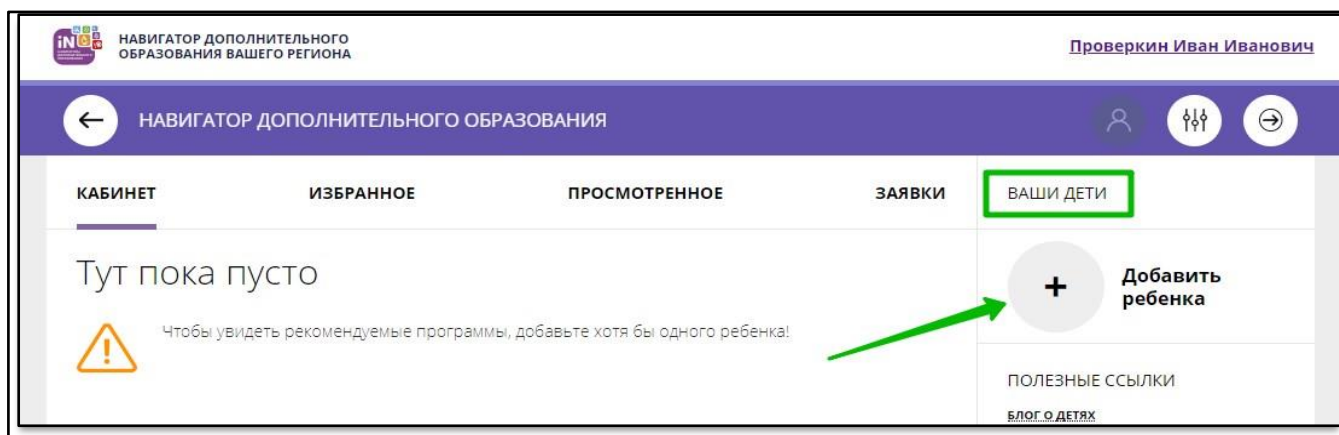 iN
НАВИГАТОР ДОПОЛНИТЕЛЬНОГО
ОБРАЗОВАНИЯ ВАШЕГО РЕГИОНА
Проверкин Иван Иванович
НАВИГАТОР ДОПОЛНИТЕЛЬНОГО ОБРАЗОВАНИЯ
КАБИНЕТ ИЗБРАННОЕ ПРОСМОТРЕННОЕ ЗАЯВКИ ВАШИ ДЕТИ
Тут пока пусто
Чтобы увидеть рекомендуемые программы, добавьте хотя бы одного ребенка!
Добавить
ребенка
ПОЛЕЗНЫЕ ССЫЛКИ
БЛОГ О ДЕТЯХ